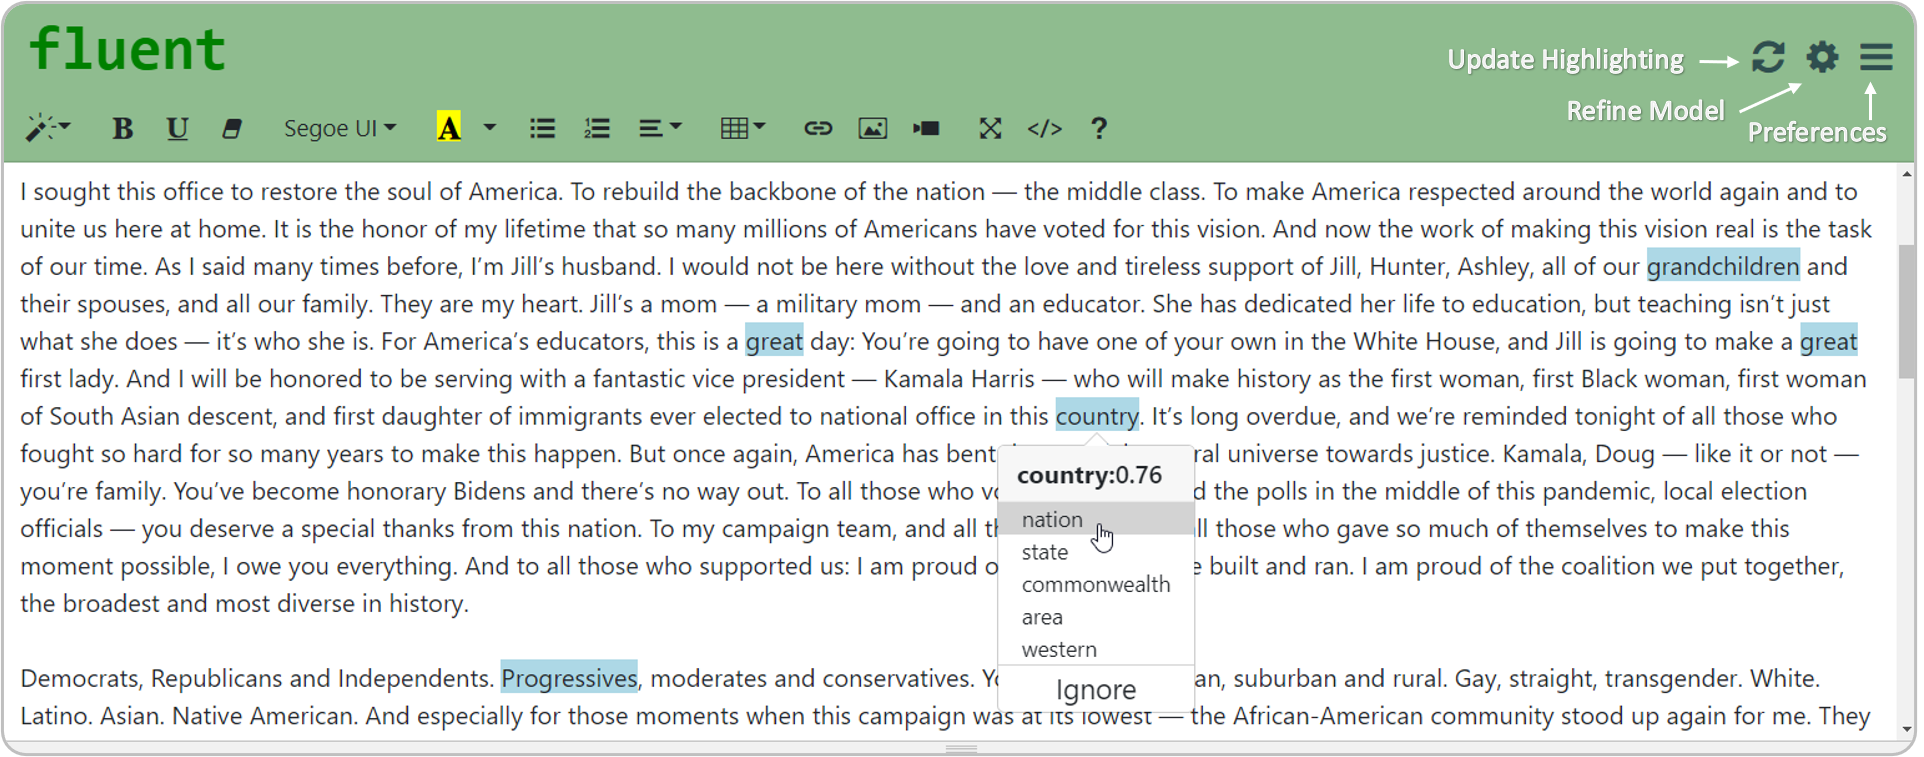 fluent
Update Highlighting
Refine Model
Preferences
B U Segoe UI A </> ?
I sought this office to restore the soul of America. To rebuild the backbone of the nation — the middle class. To make America respected around the world again and to
unite us here at home. It is the honor of my lifetime that so many millions of Americans have voted for this vision. And now the work of making this vision real is the task
of our time. As I said many times before, I’m Jill’s husband. I would not be here without the love and tireless support of Jill, Hunter, Ashley, all of our grandchildren and
their spouses, and all our family. They are my heart. Jill’s a mom — a military mom — and an educator. She has dedicated her life to education, but teaching isn’t just
what she does — it’s who she is. For America’s educators, this is a great day: You’re going to have one of your own in the White House, and Jill is going to make a great
first lady. And I will be honored to be serving with a fantastic vice president — Kamala Harris — who will make history as the first woman, first Black woman, first woman
of South Asian descent, and first daughter of immigrants ever elected to national office in this country. It’s long overdue, and we’re reminded tonight of all those who
fought so hard for so many years to make this happen. But once again, America has bent ral universe towards justice. Kamala, Doug — like it or not —
you’re family. You’ve become honorary Bidens and there’s no way out. To all those who vo d the polls in the middle of this pandemic, local election
officials — you deserve a special thanks from this nation. To my campaign team, and all th ll those who gave so much of themselves to make this
moment possible, I owe you everything. And to all those who supported us: I am proud o e built and ran. I am proud of the coalition we put together,
the broadest and most diverse in history.
country:0.76
nation
state
commonwealth
area
western
Ignore
Democrats, Republicans and Independents. Progressives, moderates and conservatives. Yo an, suburban and rural. Gay, straight, transgender. White.
Latino. Asian. Native American. And especially for those moments when this campaign was at its lowest — the African-American community stood up again for me. They